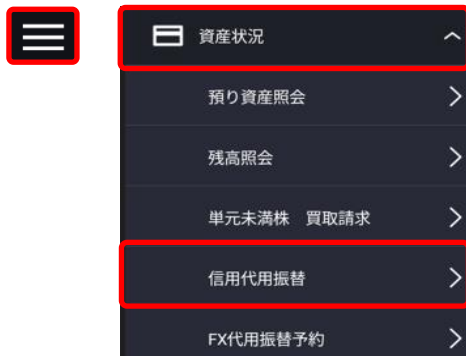 資産状況
預り資産照会
残高照会
単元未満株　買取請求
信用代用振替
FX代用振替予約